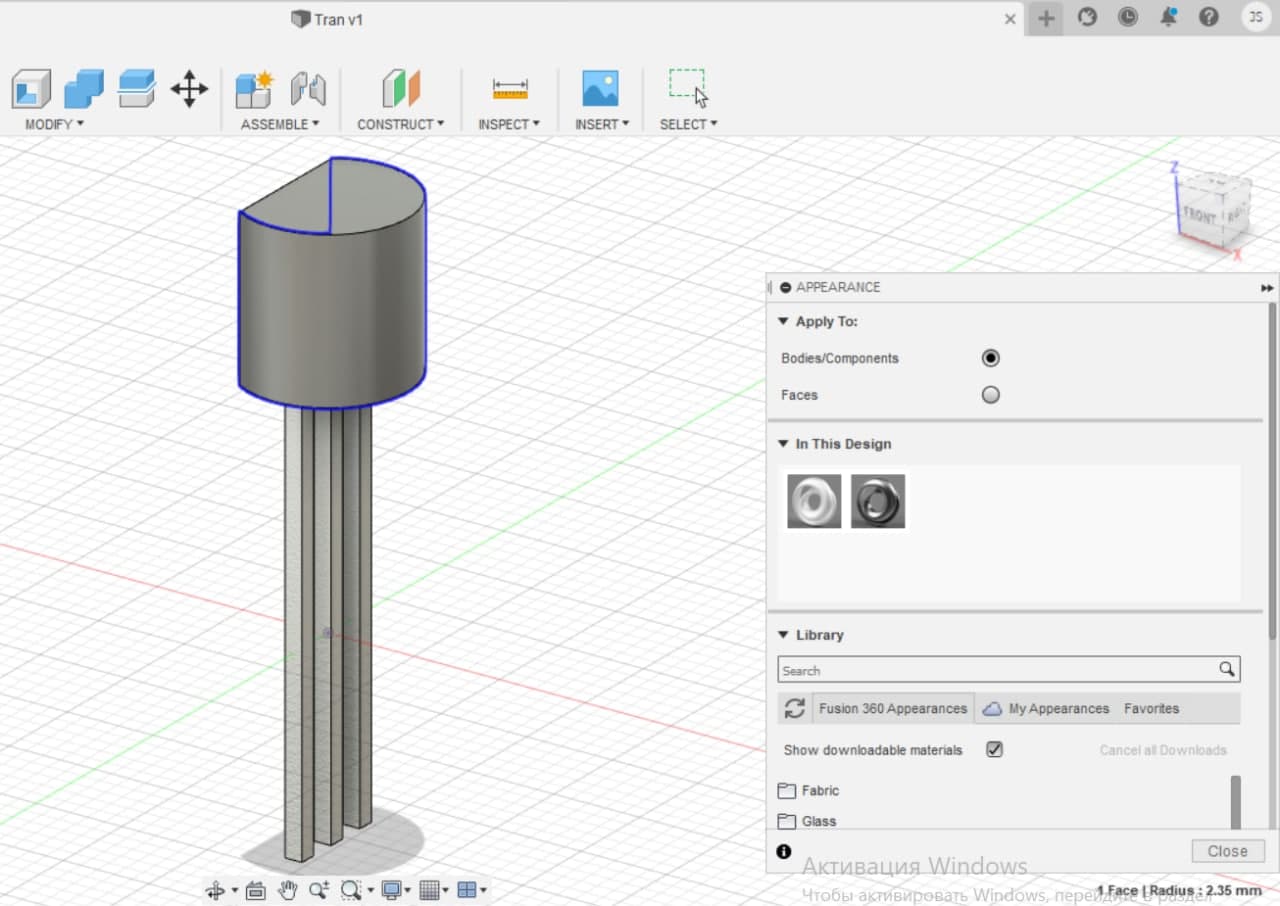 Tran v1
JS
MODIFY
ASSEMBLE
CONSTRUCT
INSPECT
INSERT
SELECT
Z
FRONT
X
APPEARANCE
Apply To:
Bodies/Components
Faces
In This Design
Library
Search
Fusion 360 Appearances
My Appearances
Favorites
Show downloadable materials
Cancel all Downloads
Fabric
Glass
Close
Активация Windows
Чтобы активировать Windows, перейдите в раздел
1 Face | Radius : 2.35 mm